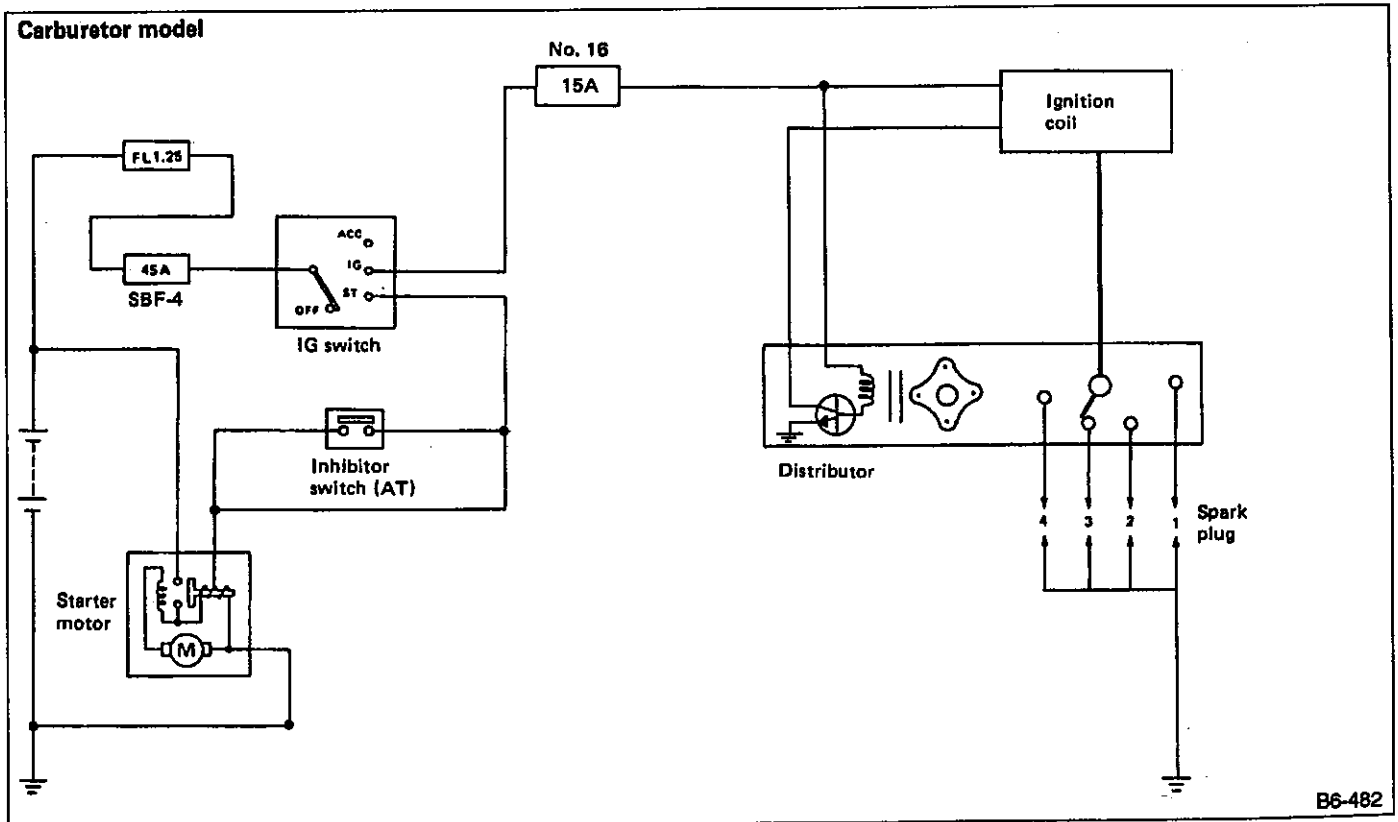 Carburetor model
No. 16
15A
Ignition
coil
FL1.25
ACC
IG
45A
ST
SBF-4
OFF
IG switch
Inhibitor
switch (AT)
Distributor
4
3
2
1
Spark
plug
Starter
motor
M
B6-482